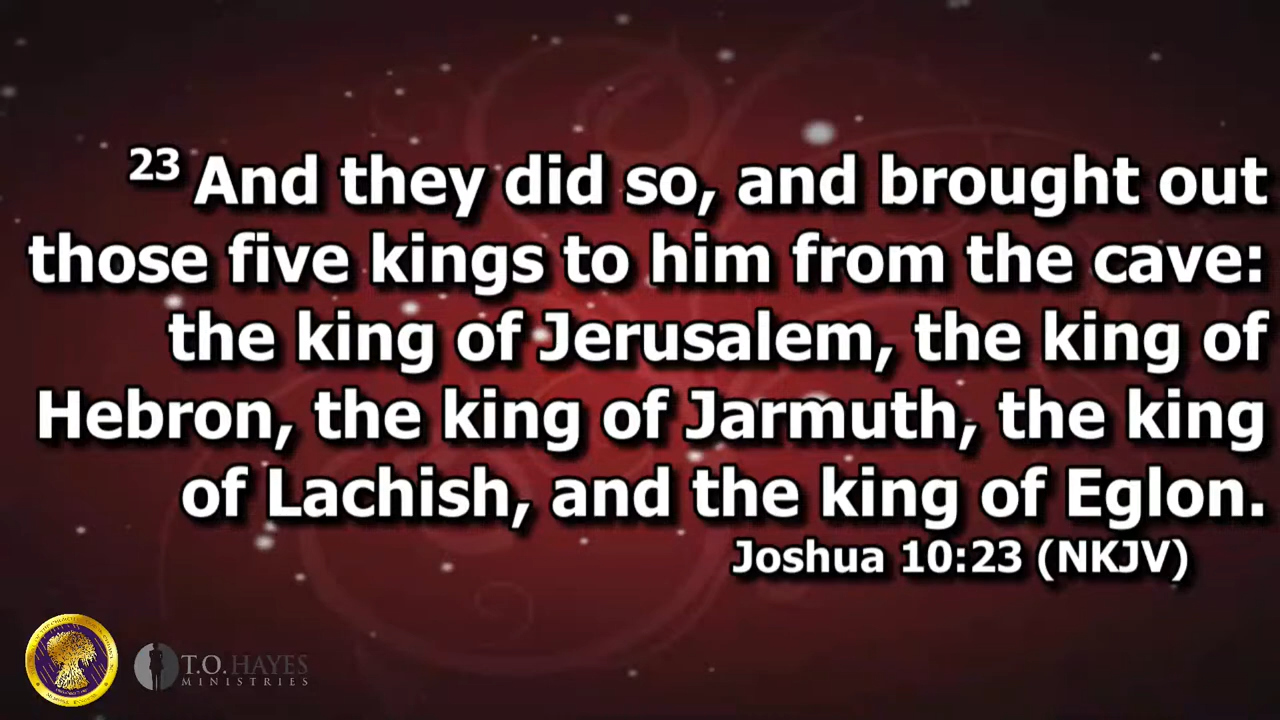 23 And they did so, and brought out
those five kings to him from the cave:
the king of Jerusalem, the king of
Hebron, the king of Jarmuth, the king
of Lachish, and the king of Eglon.
Joshua 10:23 (NKJV)
T.O. HAYES
MINISTRIES